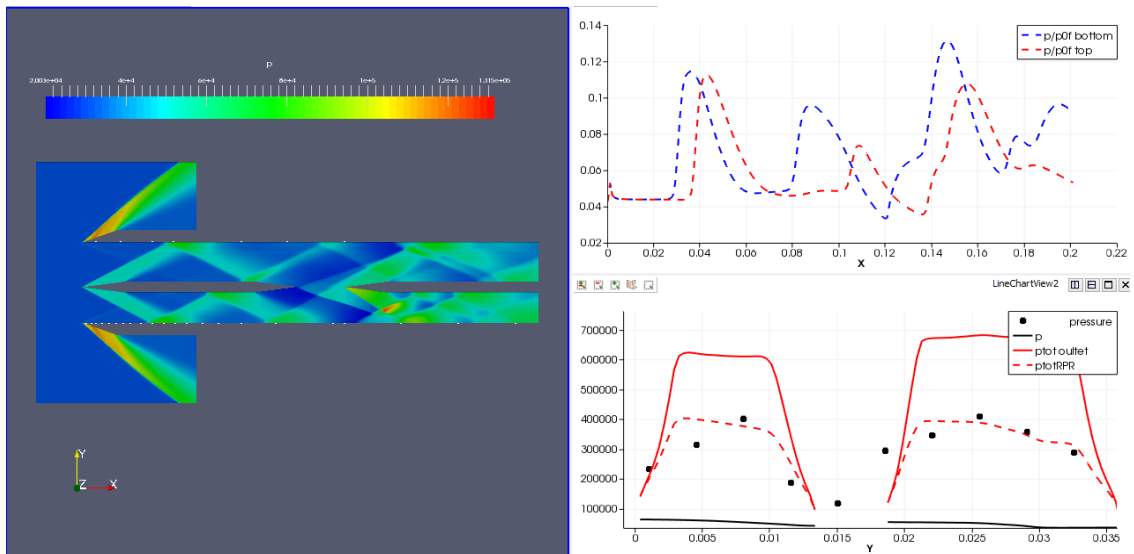 p
2.003e+04 4e+4 6e+4 8e+4 1e+5 1.2e+5 1.315e+05
Y
Z X
0.14
0.12
0.10
0.08
0.06
0.04
0.02
p/p0f bottom
p/p0f top
0 0.02 0.04 0.06 0.08 0.10 0.12 0.14 0.16 0.18 0.20 0.22
X
LineChartView2
700000
600000
500000
400000
300000
200000
100000
pressure
p
ptot oultet
ptotRPR
0 0.005 0.01 0.015 0.02 0.025 0.03 0.035
Y